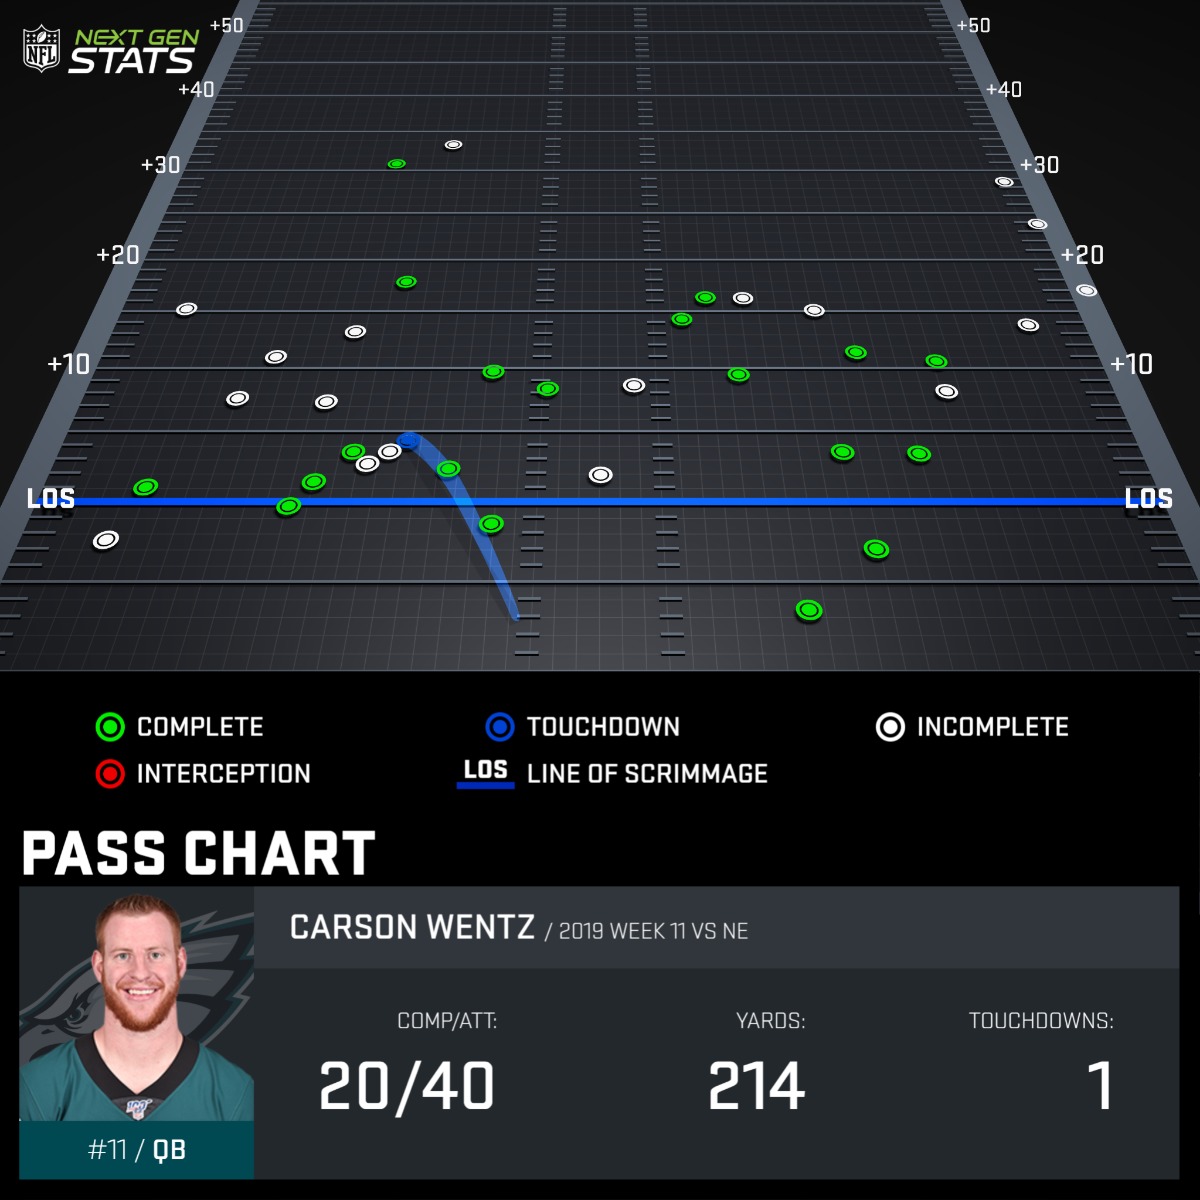 NFL NEXT GEN STATS
+50 +50
+40 +40
+30 +30
+20 +20
+10 +10
LOS LOS
COMPLETE TOUCHDOWN INCOMPLETE
INTERCEPTION LOS LINE OF SCRIMMAGE
PASS CHART
CARSON WENTZ / 2019 WEEK 11 VS NE
COMP/ATT: YARDS: TOUCHDOWNS:
20/40 214 1
#11 / QB